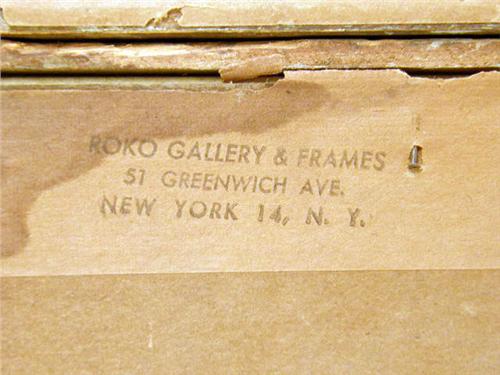 ROKO GALLERY & FRAMES
51 GREENWICH AVE.
NEW YORK 14, N. Y.